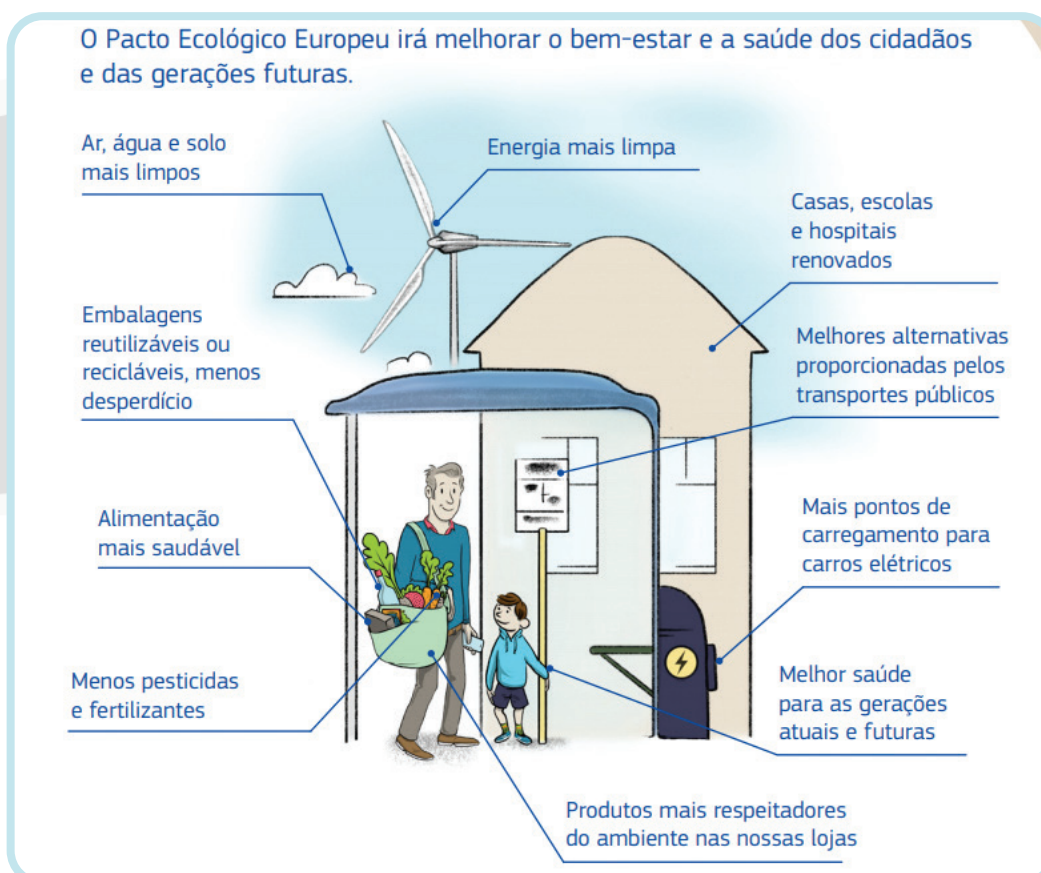 O Pacto Ecológico Europeu irá melhorar o bem-estar e a saúde dos cidadãos
e das gerações futuras.
Ar, água e solo
mais limpos
Energia mais limpa
Casas, escolas
e hospitais
renovados
Embalagens
reutilizáveis ou
recicláveis, menos
desperdício
Melhores alternativas
proporcionadas pelos
transportes públicos
Alimentação
mais saudável
Mais pontos de
carregamento para
carros elétricos
Menos pesticidas
e fertilizantes
Melhor saúde
para as gerações
atuais e futuras
Produtos mais respeitadores
do ambiente nas nossas lojas